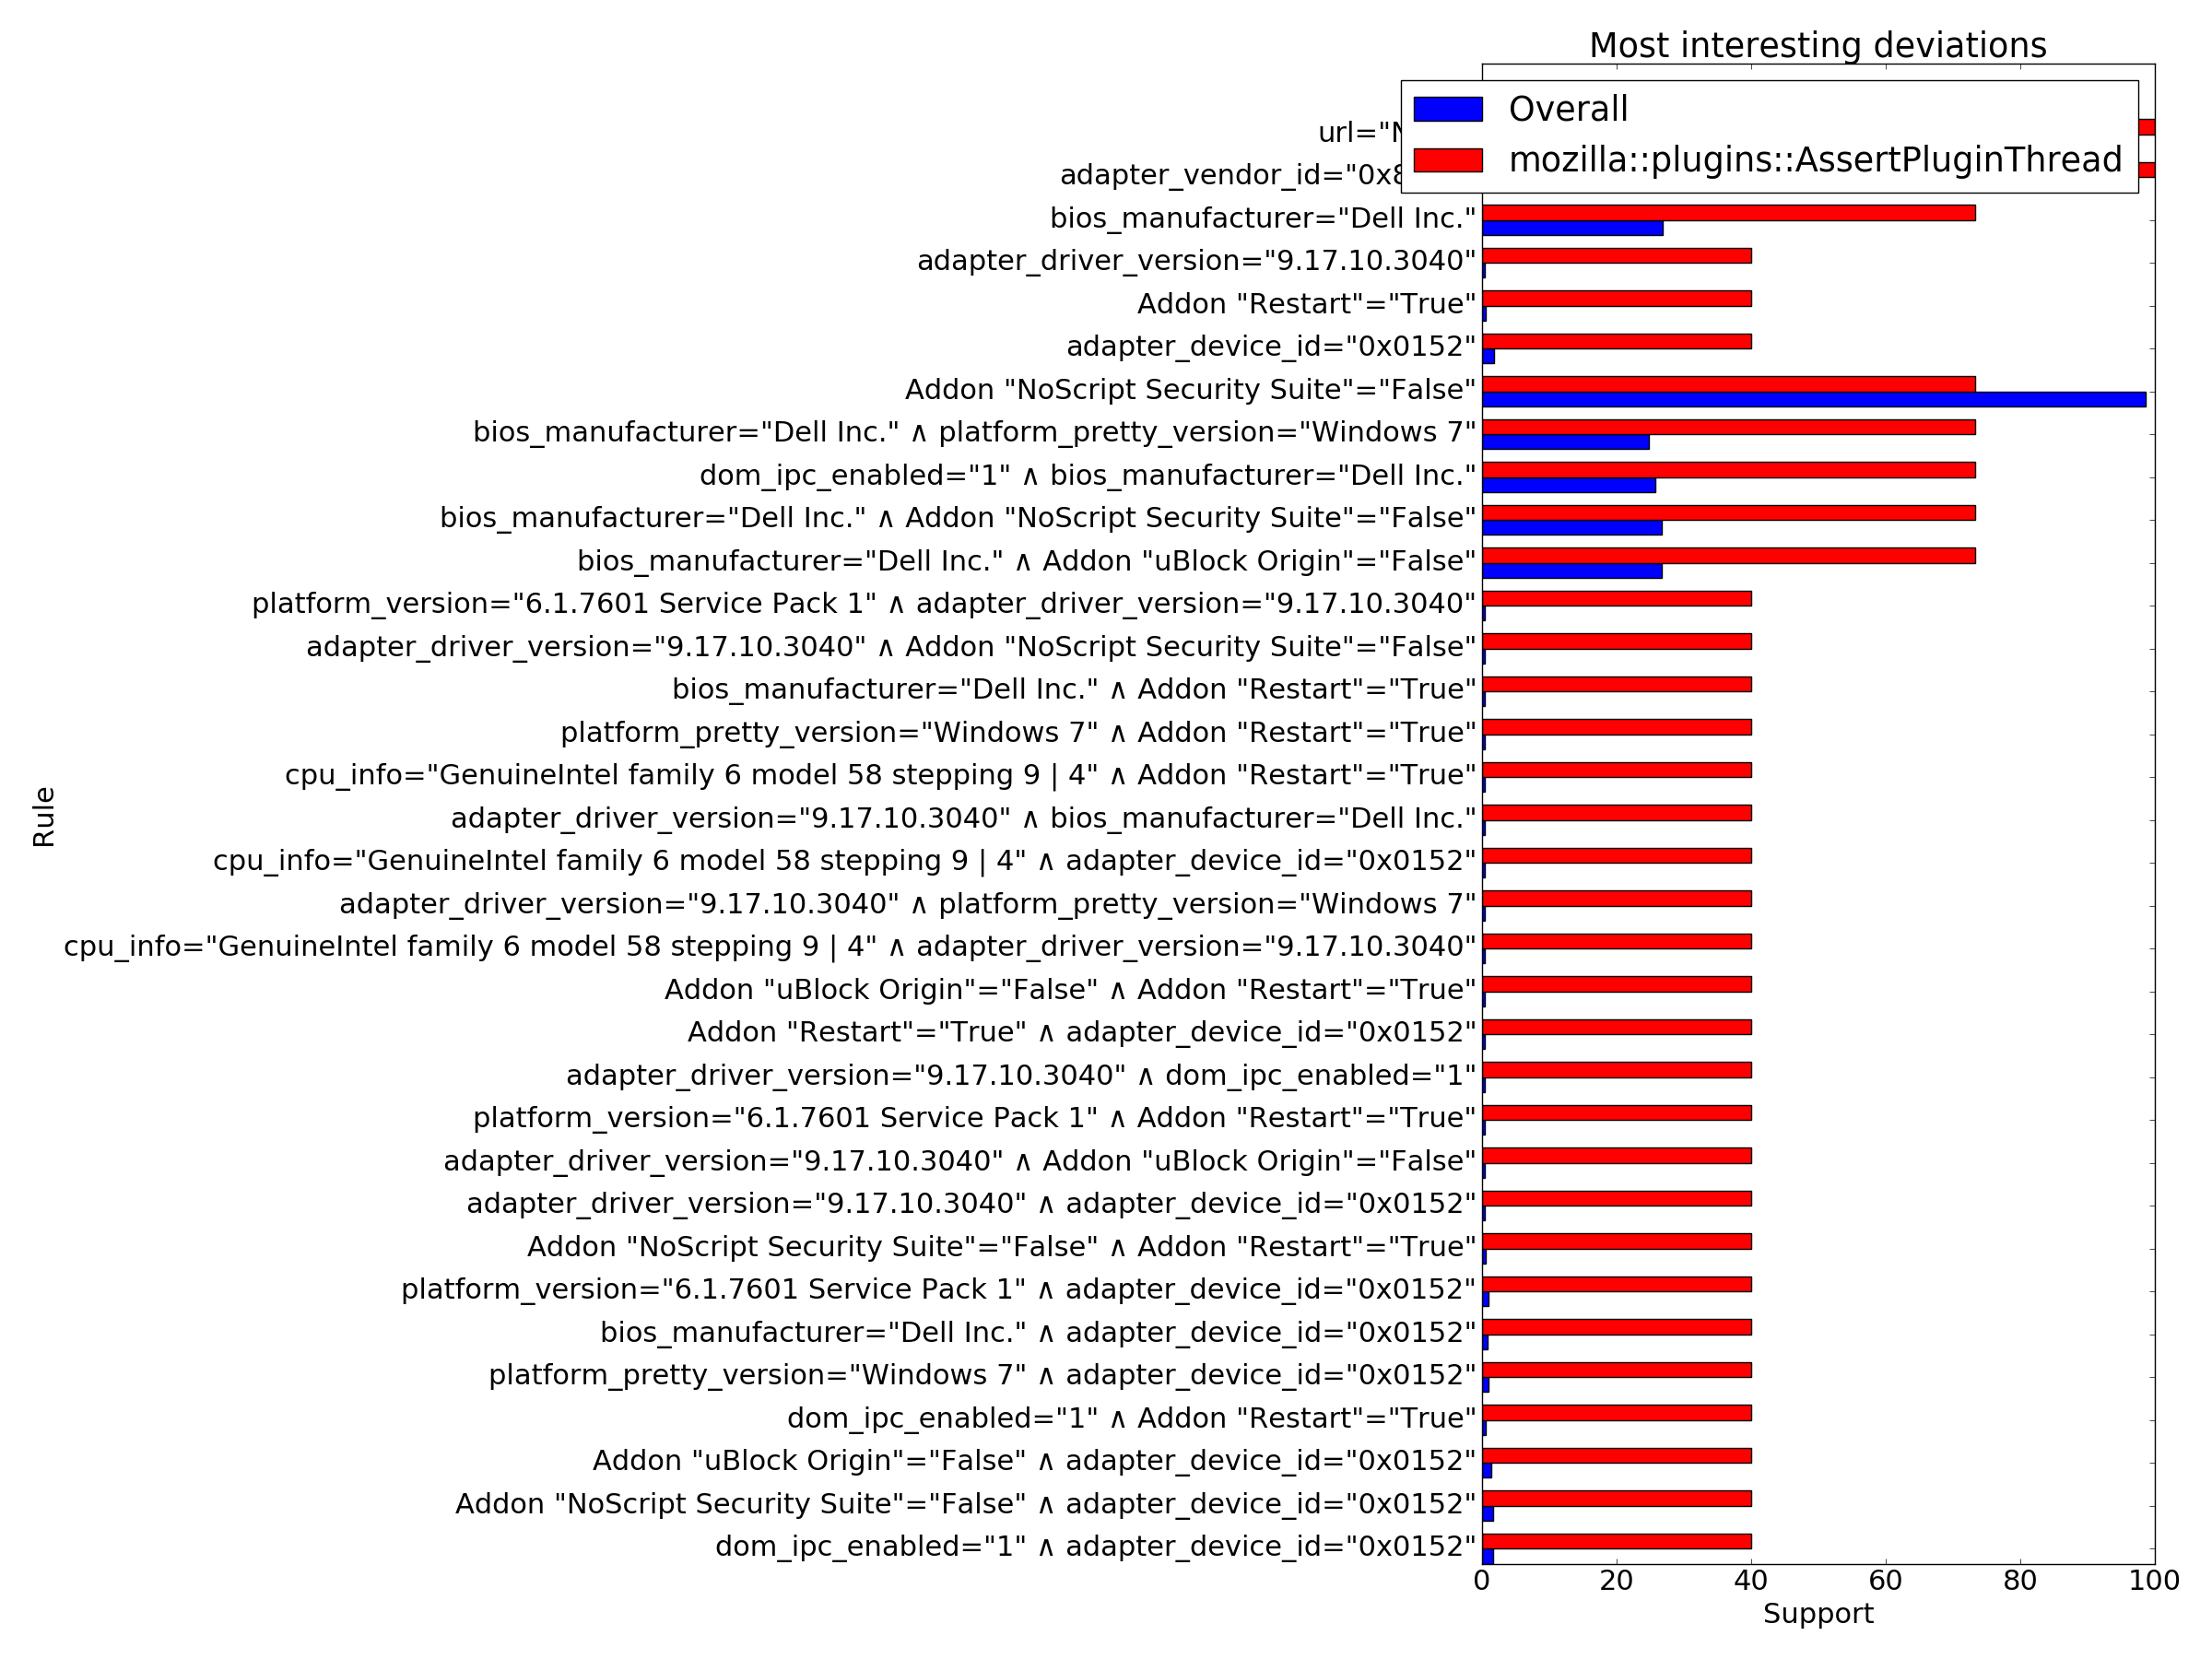 Most interesting deviations
Overall
mozilla::plugins::AssertPluginThread
url="
adapter_vendor_id="0x
bios_manufacturer="Dell Inc."
adapter_driver_version="9.17.10.3040"
Addon "Restart"="True"
adapter_device_id="0x0152"
Addon "NoScript Security Suite"="False"
bios_manufacturer="Dell Inc." ∧ platform_pretty_version="Windows 7"
dom_ipc_enabled="1" ∧ bios_manufacturer="Dell Inc."
bios_manufacturer="Dell Inc." ∧ Addon "NoScript Security Suite"="False"
bios_manufacturer="Dell Inc." ∧ Addon "uBlock Origin"="False"
platform_version="6.1.7601 Service Pack 1" ∧ adapter_driver_version="9.17.10.3040"
adapter_driver_version="9.17.10.3040" ∧ Addon "NoScript Security Suite"="False"
bios_manufacturer="Dell Inc." ∧ Addon "Restart"="True"
platform_pretty_version="Windows 7" ∧ Addon "Restart"="True"
cpu_info="GenuineIntel family 6 model 58 stepping 9 | 4" ∧ Addon "Restart"="True"
adapter_driver_version="9.17.10.3040" ∧ bios_manufacturer="Dell Inc."
cpu_info="GenuineIntel family 6 model 58 stepping 9 | 4" ∧ adapter_device_id="0x0152"
adapter_driver_version="9.17.10.3040" ∧ platform_pretty_version="Windows 7"
cpu_info="GenuineIntel family 6 model 58 stepping 9 | 4" ∧ adapter_driver_version="9.17.10.3040"
Addon "uBlock Origin"="False" ∧ Addon "Restart"="True"
Addon "Restart"="True" ∧ adapter_device_id="0x0152"
adapter_driver_version="9.17.10.3040" ∧ dom_ipc_enabled="1"
platform_version="6.1.7601 Service Pack 1" ∧ Addon "Restart"="True"
adapter_driver_version="9.17.10.3040" ∧ Addon "uBlock Origin"="False"
adapter_driver_version="9.17.10.3040" ∧ adapter_device_id="0x0152"
Addon "NoScript Security Suite"="False" ∧ Addon "Restart"="True"
platform_version="6.1.7601 Service Pack 1" ∧ adapter_device_id="0x0152"
bios_manufacturer="Dell Inc." ∧ adapter_device_id="0x0152"
platform_pretty_version="Windows 7" ∧ adapter_device_id="0x0152"
dom_ipc_enabled="1" ∧ Addon "Restart"="True"
Addon "uBlock Origin"="False" ∧ adapter_device_id="0x0152"
Addon "NoScript Security Suite"="False" ∧ adapter_device_id="0x0152"
dom_ipc_enabled="1" ∧ adapter_device_id="0x0152"
Rule
0 20 40 60 80 100
Support